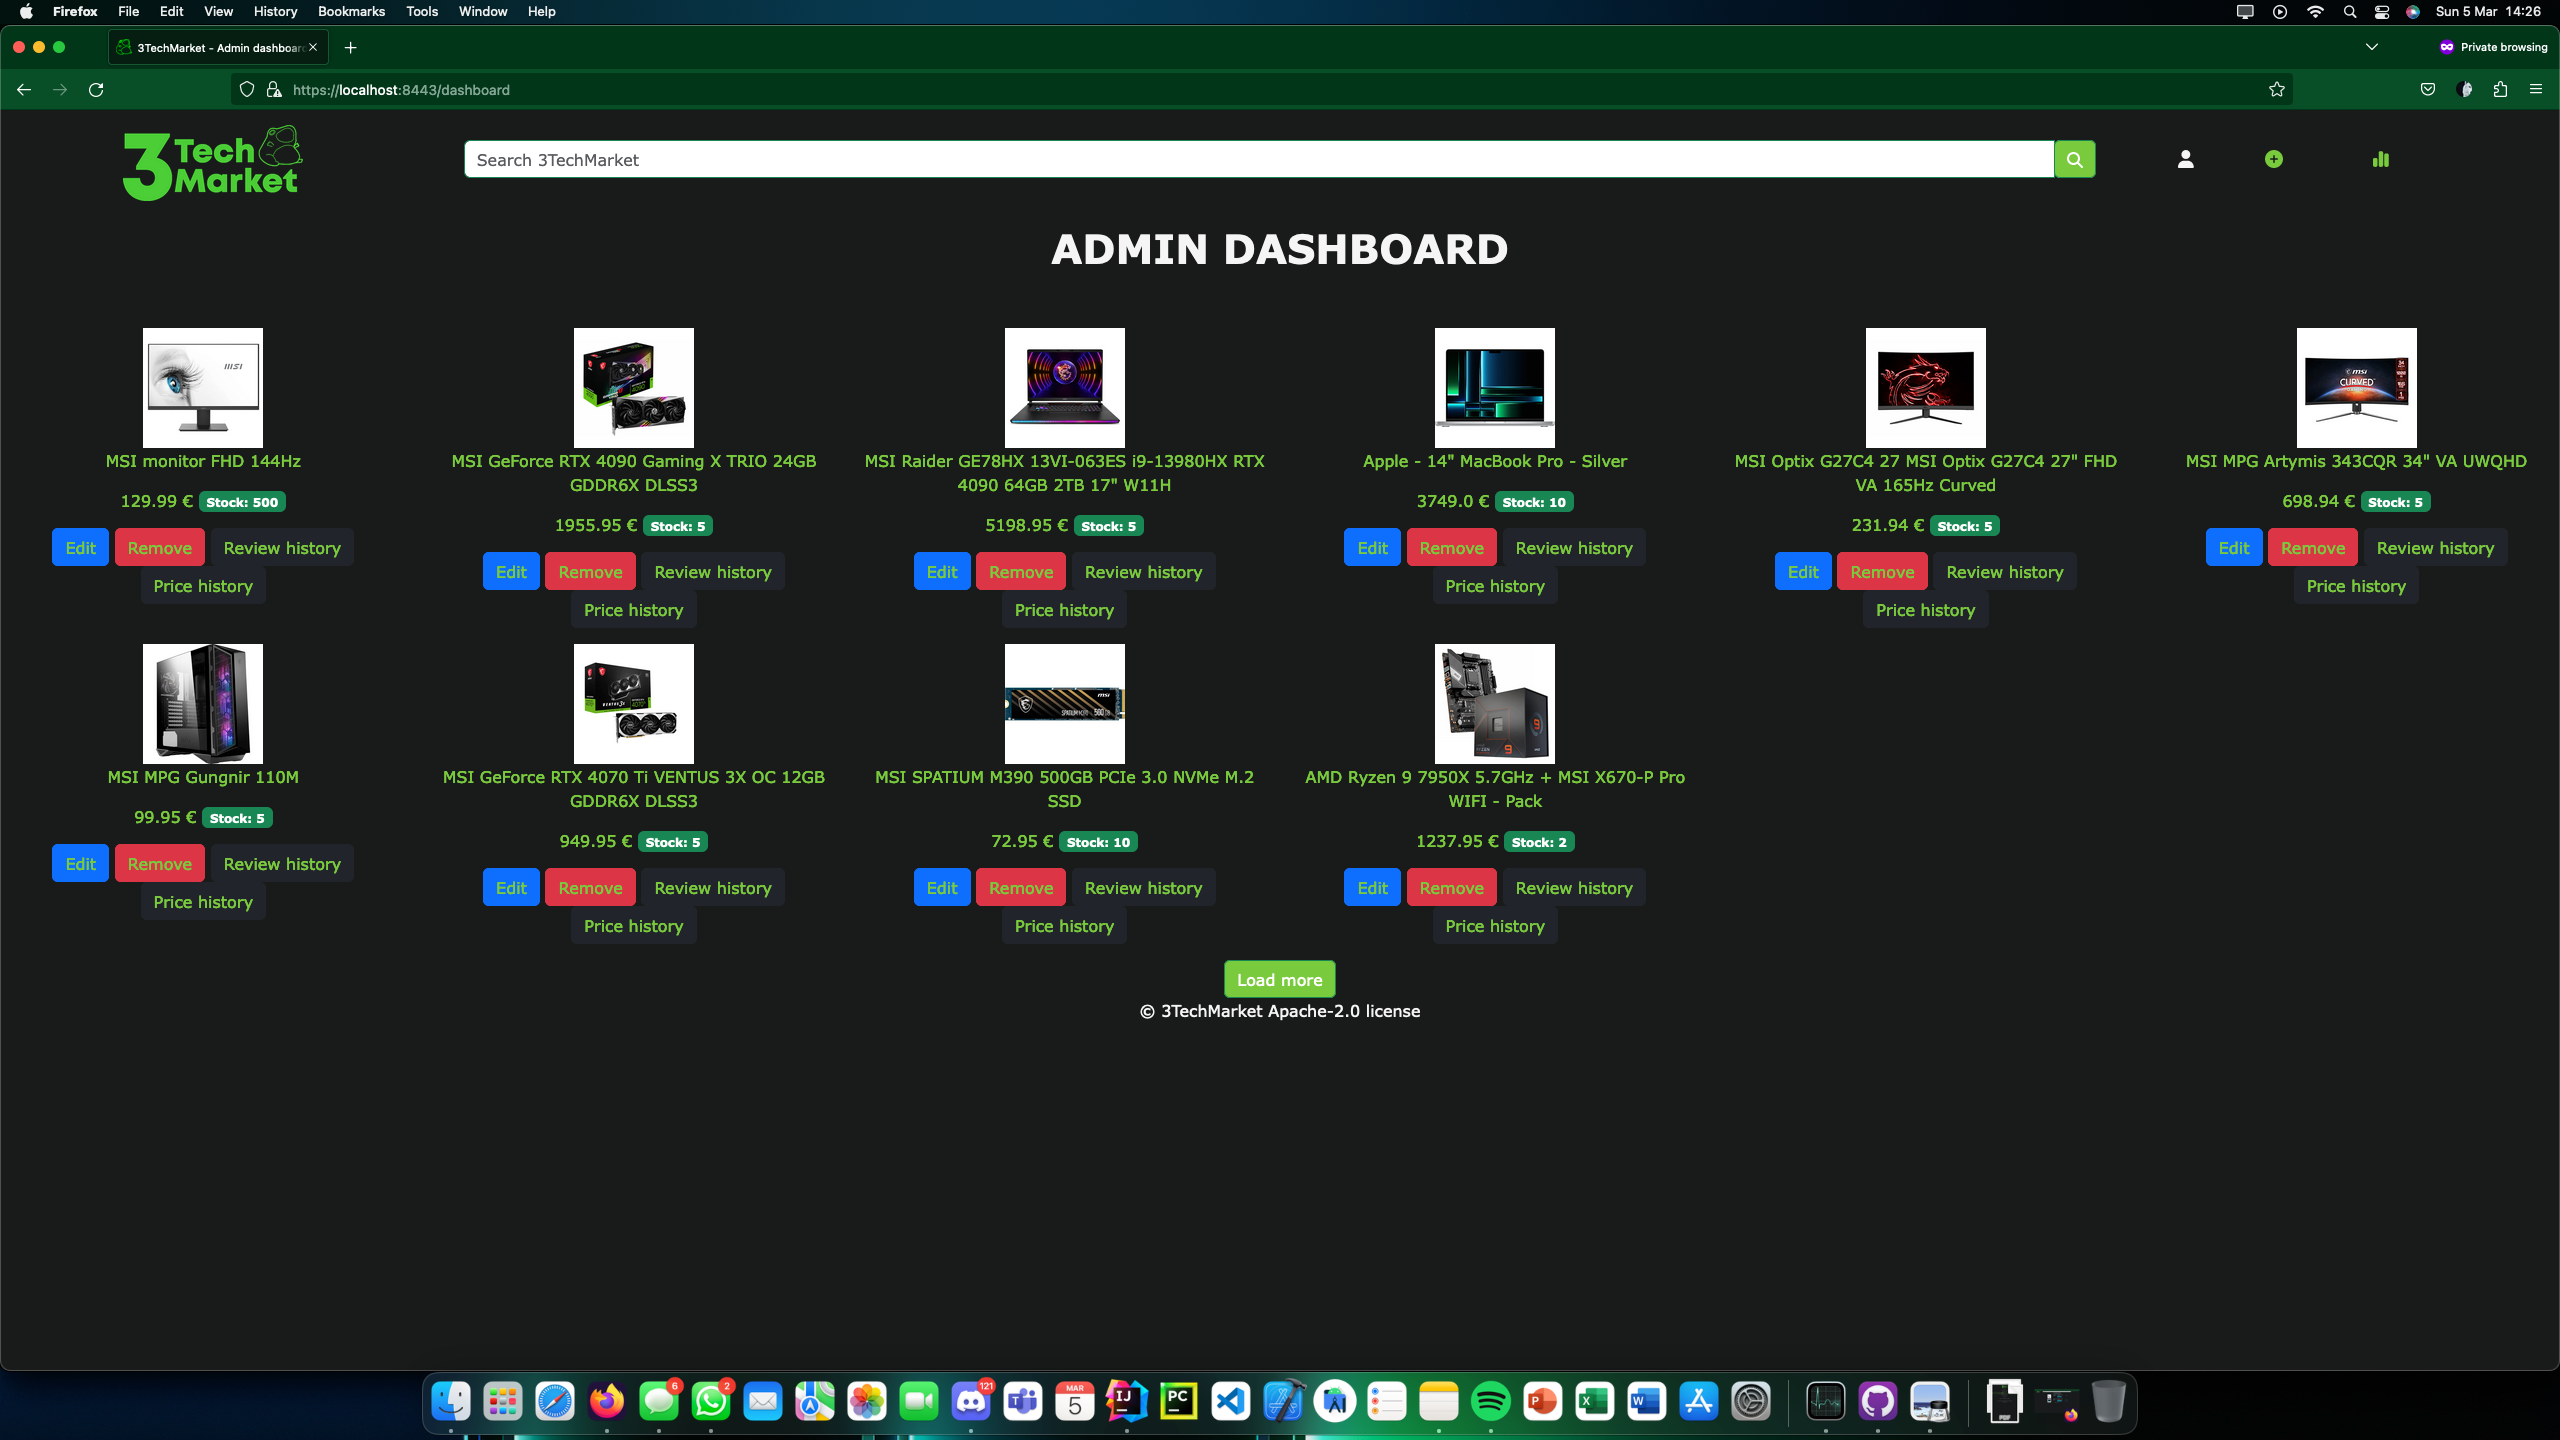 Firefox File Edit View History Bookmarks Tools Window Help Sun 5 Mar 14:26
3TechMarket - Admin dashboard Private browsing
https://localhost:8443/dashboard
3 Tech Market
Search 3TechMarket
ADMIN DASHBOARD
MSI monitor FHD 144Hz
129.99 € Stock: 500
Edit Remove Review history
Price history
MSI GeForce RTX 4090 Gaming X TRIO 24GB
GDDR6X DLSS3
1955.95 € Stock: 5
Edit Remove Review history
Price history
MSI Raider GE78HX 13VI-063ES i9-13980HX RTX
4090 64GB 2TB 17" W11H
5198.95 € Stock: 5
Edit Remove Review history
Price history
Apple - 14" MacBook Pro - Silver
3749.0 € Stock: 10
Edit Remove Review history
Price history
MSI Optix G27C4 27 MSI Optix G27C4 27" FHD
VA 165Hz Curved
231.94 € Stock: 5
Edit Remove Review history
Price history
CURVED
MSI MPG Artymis 343CQR 34" VA UWQHD
698.94 € Stock: 5
Edit Remove Review history
Price history
MSI MPG Gungnir 110M
99.95 € Stock: 5
Edit Remove Review history
Price history
MSI GeForce RTX 4070 Ti VENTUS 3X OC 12GB
GDDR6X DLSS3
949.95 € Stock: 5
Edit Remove Review history
Price history
MSI SPATIUM M390 500GB PCIe 3.0 NVMe M.2
SSD
72.95 € Stock: 10
Edit Remove Review history
Price history
AMD Ryzen 9 7950X 5.7GHz + MSI X670-P Pro
WIFI - Pack
1237.95 € Stock: 2
Edit Remove Review history
Price history
Load more
© 3TechMarket Apache-2.0 license
6 2 121 MAR 5 IJ PC